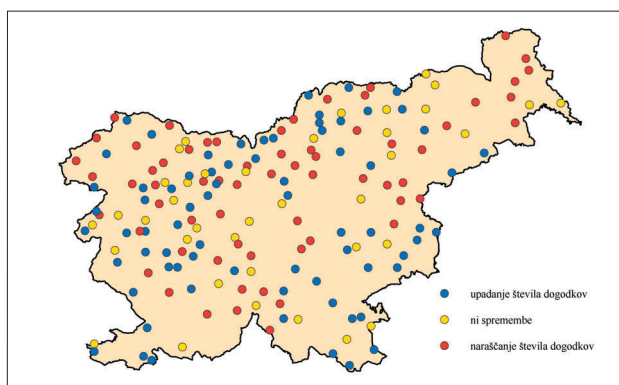 upadanje števila dogodkov
ni spremembe
naraščanje števila dogodkov